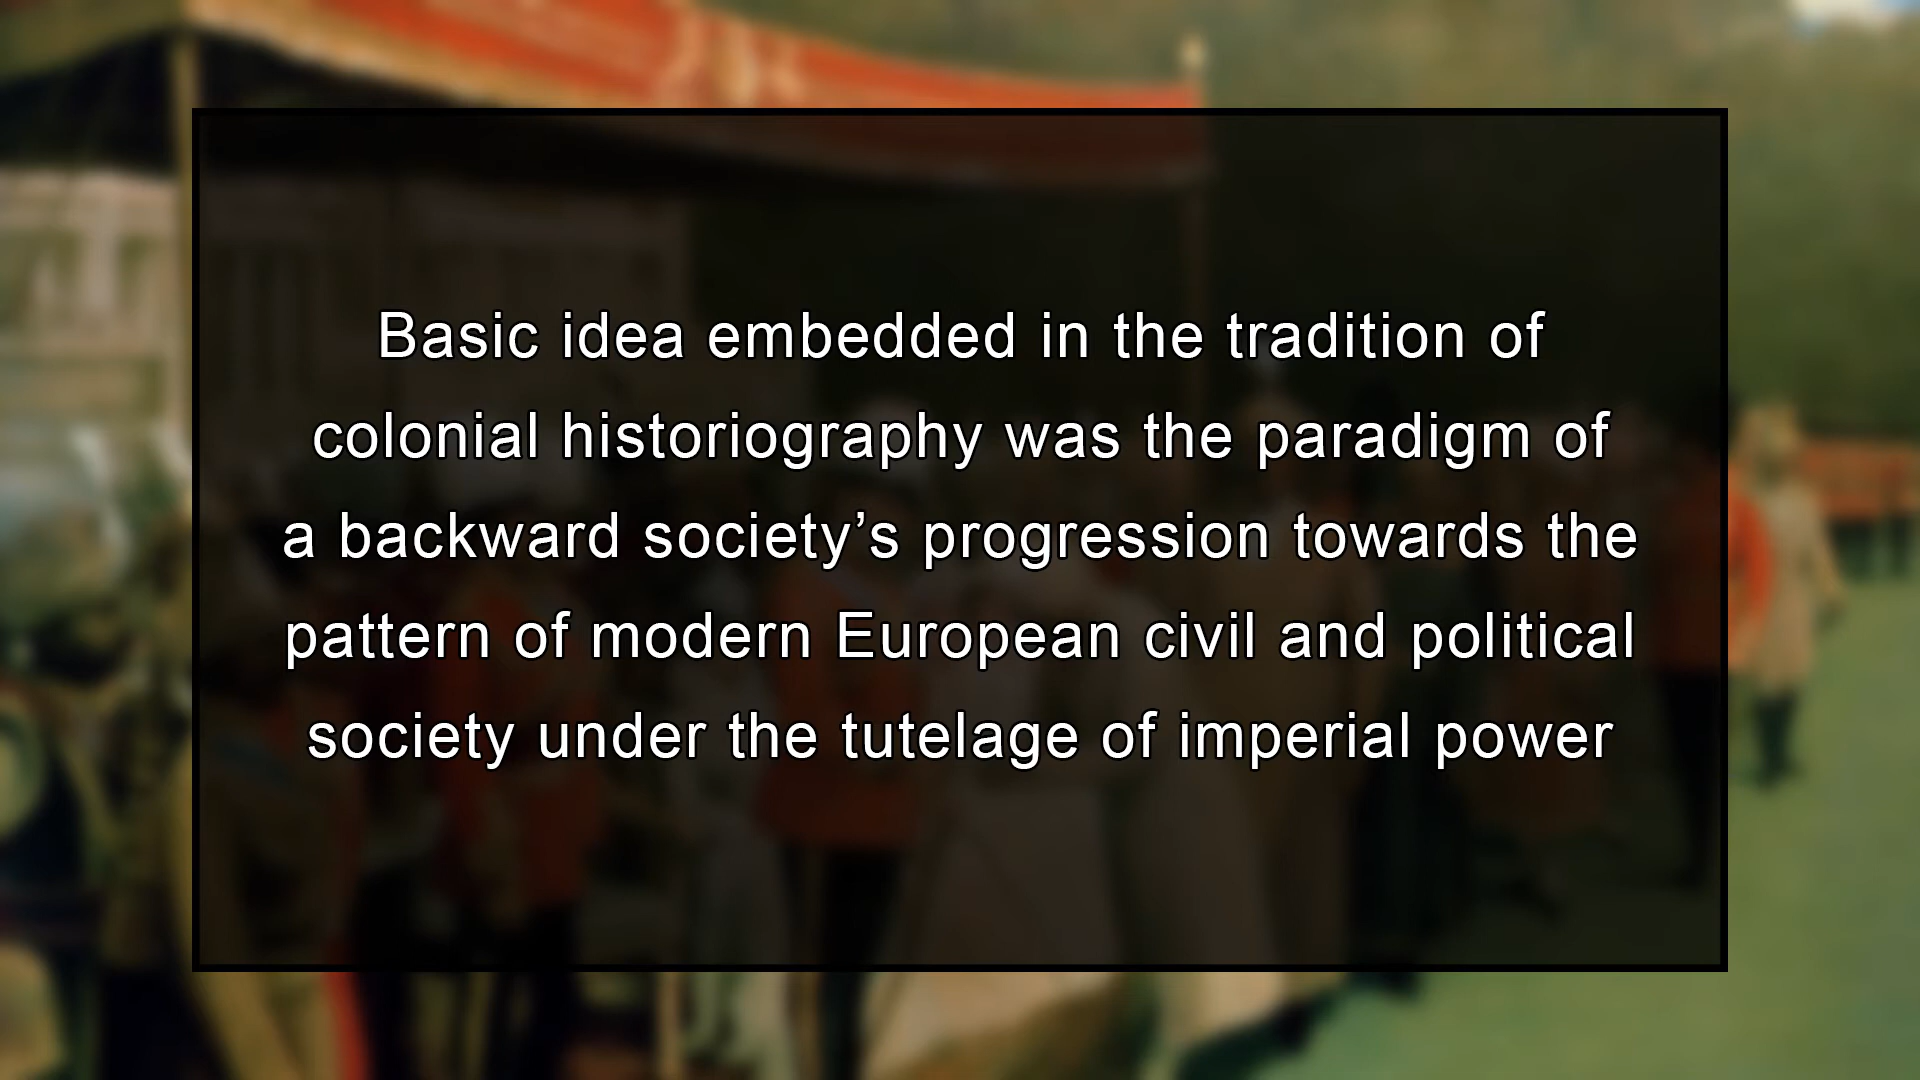 Basic idea embedded in the tradition of
colonial historiography was the paradigm of
a backward society’s progression towards the
pattern of modern European civil and political
society under the tutelage of imperial power